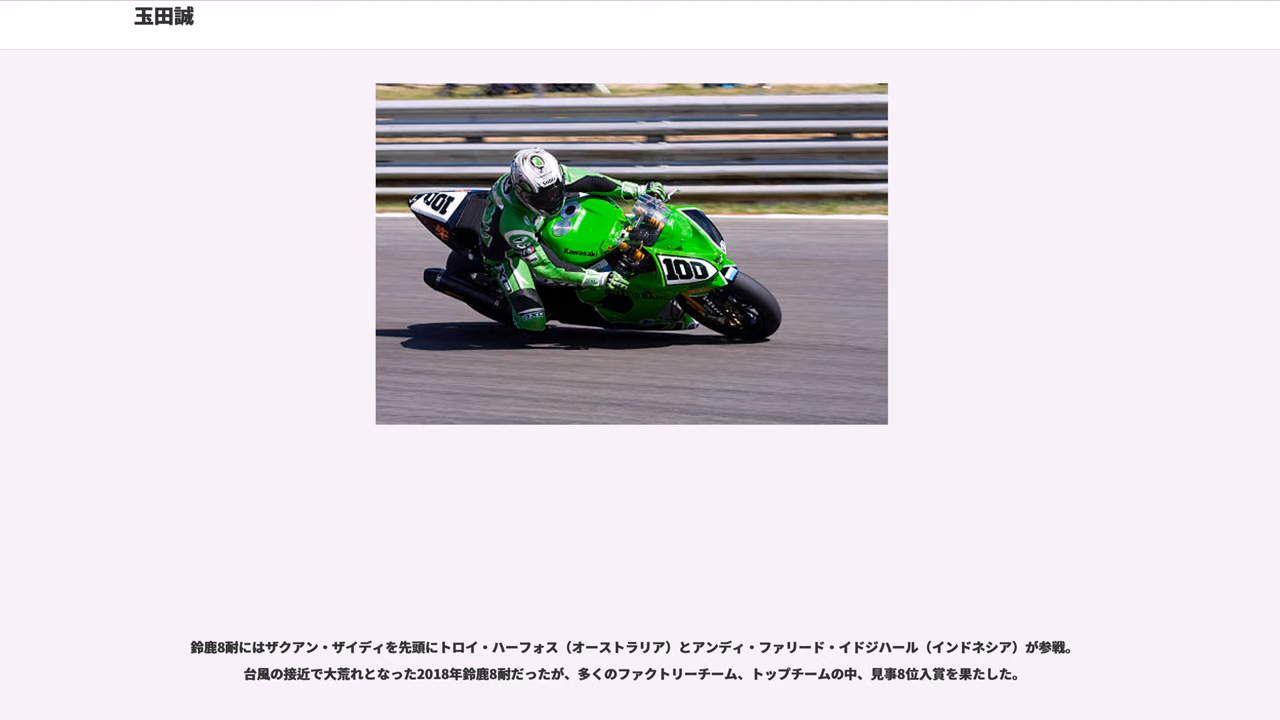 玉田誠
100
Kawasaki
100
鈴鹿8耐にはザクアン・ザイディを先頭にトロイ・ハーフォス（オーストラリア）とアンディ・ファリード・イドジハール（インドネシア）が参戦。
台風の接近で大荒れとなった2018年鈴鹿8耐だったが、多くのファクトリーチーム、トップチームの中、見事8位入賞を果たした。